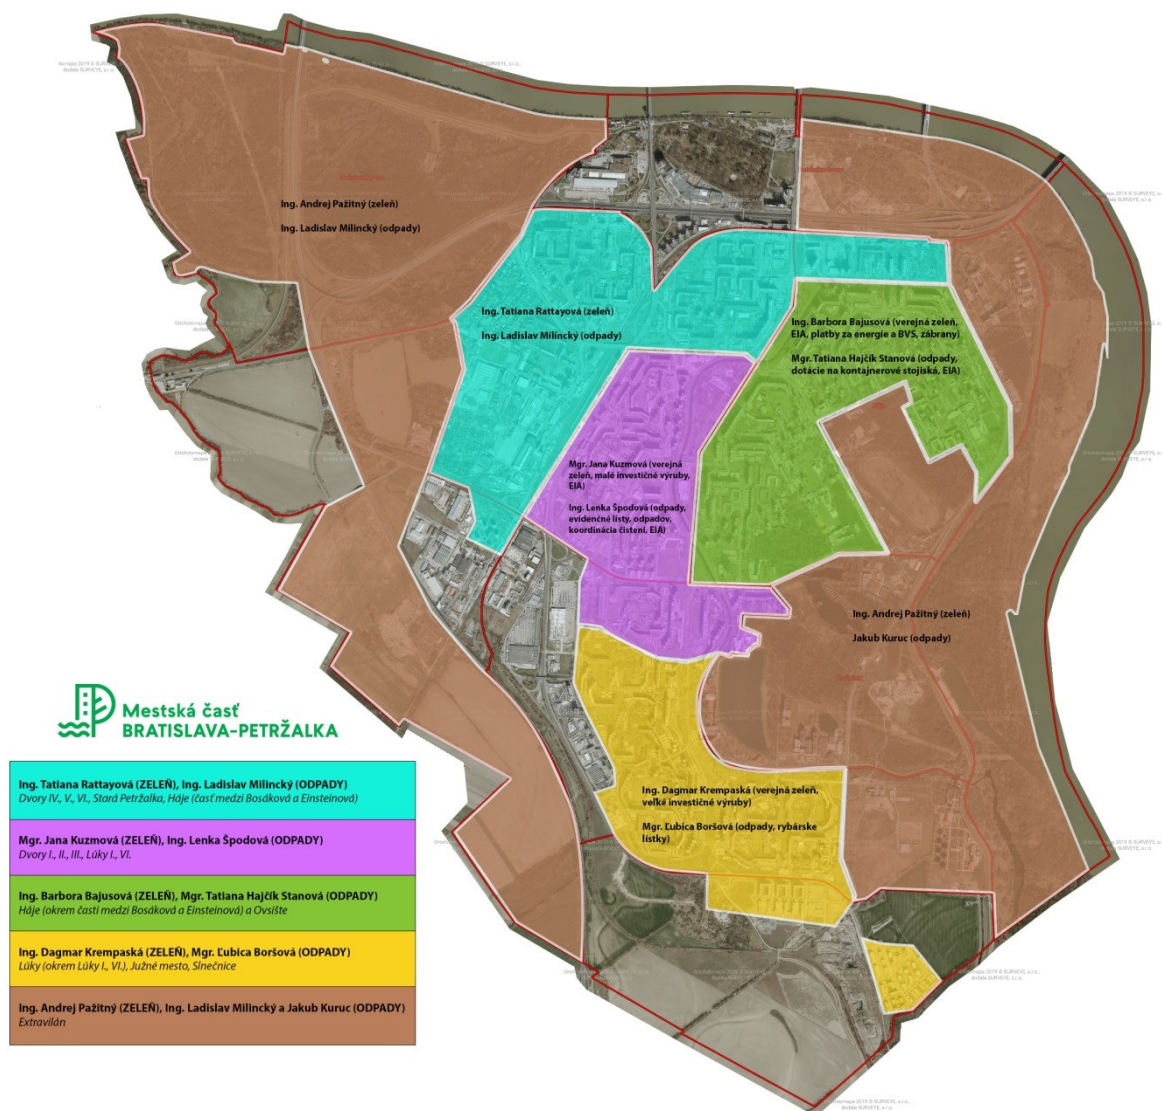 Ing. Andrej Pažitný (zeleň)
Ing. Ladislav Milincký (odpady)
Ing. Tatiana Rattayová (zeleň)
Ing. Ladislav Milincký (odpady)
Ing. Barbora Bajusová (verejná zeleň,
EIA, platby za energie a BVS, zábrany)
Mgr. Tatiana Hajčík Stanová (odpady,
dotácie na kontajnerové stojiská, EIA)
Mgr. Jana Kuzmová (verejná
zeleň, malé investičné výruby,
EIA)
Ing. Lenka Špodová (odpady,
evidenčné listy, odpadov,
koordinácia čistení, EIA)
Ing. Andrej Pažitný (zeleň)
Jakub Kuruc (odpady)
Ing. Dagmar Krempaská (verejná zeleň,
veľké investičné výruby)
Mgr. Ľubica Boršová (odpady, rybárske
lístky)
Mestská časť
BRATISLAVA-PETRŽALKA
Ing. Tatiana Rattayová (ZELEŇ), Ing. Ladislav Milincký (ODPADY)
Dvory IV., V., VI., Stará Petržalka, Háje (časť medzi Bosáková a Einsteinová)
Mgr. Jana Kuzmová (ZELEŇ), Ing. Lenka Špodová (ODPADY)
Dvory I., II., III., Lúky I., VI.
Ing. Barbora Bajusová (ZELEŇ), Mgr. Tatiana Hajčík Stanová (ODPADY)
Háje (okrem časti medzi Bosáková a Einsteinová) a Ovsište
Ing. Dagmar Krempaská (ZELEŇ), Mgr. Ľubica Boršová (ODPADY)
Lúky (okrem Lúky I., VI.), Južné mesto, Slnečnice
Ing. Andrej Pažitný (ZELEŇ), Ing. Ladislav Milincký a Jakub Kuruc (ODPADY)
Extravilán